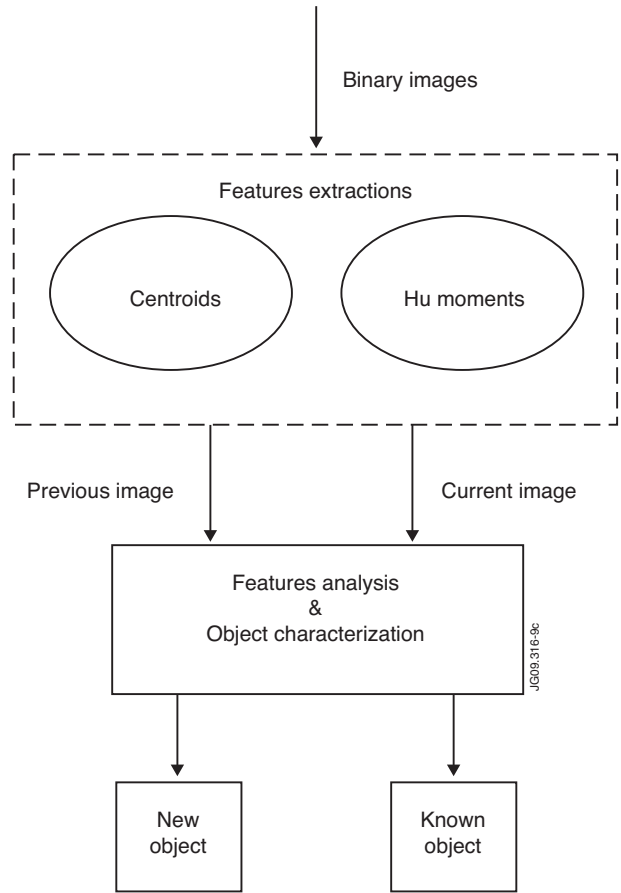 Binary images
Features extractions
Centroids
Hu moments
Previous image
Current image
Features analysis
&
Object characterization
JG09.316-9c
New
object
Known
object